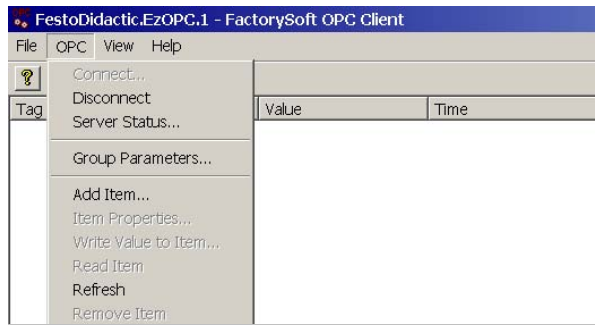 FestoDidactic.EzOPC.1 - FactorySoft OPC Client
File OPC View Help
Connect...
Disconnect
Tag Value Time
Server Status...
Group Parameters...
Add Item...
Item Properties...
Write Value to Item...
Read Item
Refresh
Remove Item